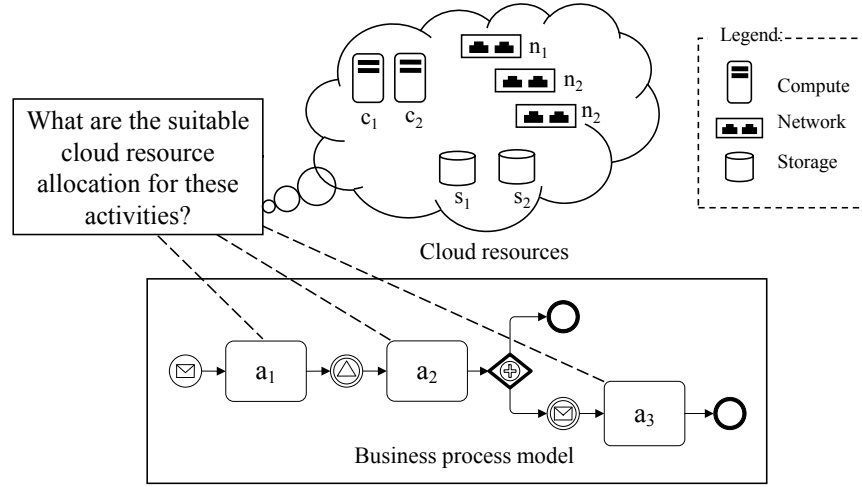 n1
n2
n2
c1 c2
s1 s2
Cloud resources
Legend:
Compute
Network
Storage
What are the suitable
cloud resource
allocation for these
activities?
a1
a2
a3
Business process model